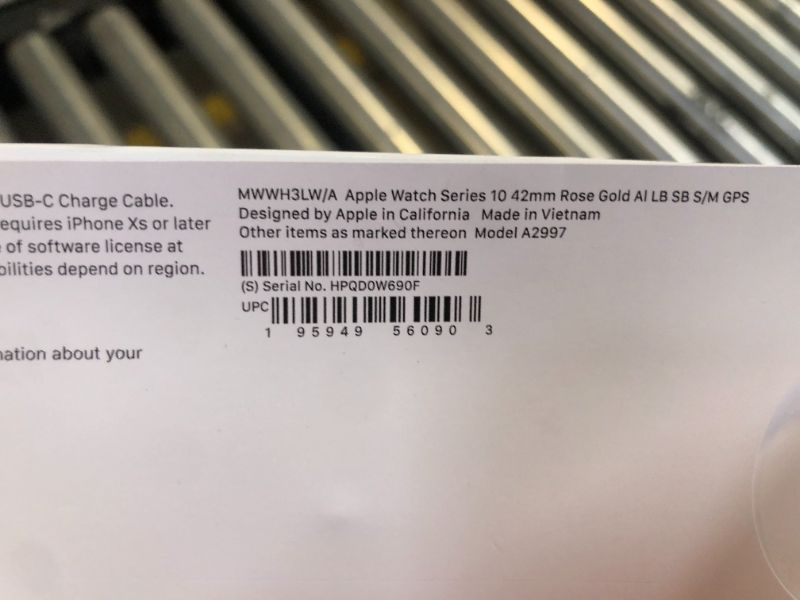 USB-C Charge Cable.
equires iPhone Xs or later
of software license at
bilities depend on region.
nation about your
MWWH3LW/A Apple Watch Series 10 42mm Rose Gold Al LB SB S/M GPS
Designed by Apple in California Made in Vietnam
Other items as marked thereon Model A2997
(S) Serial No. HPQD0W690F
UPC
1 95949 56090 3